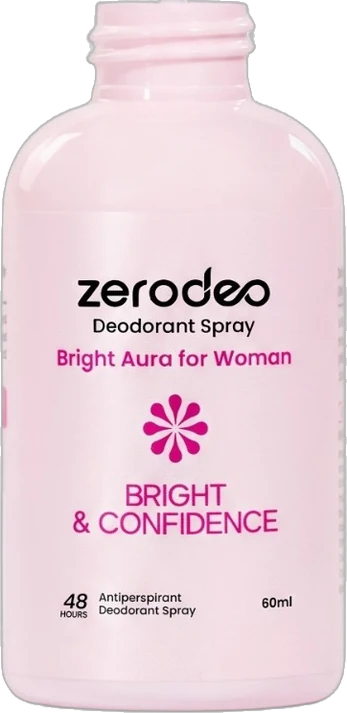 zerodeo
Deodorant Spray
Bright Aura for Woman
BRIGHT
& CONFIDENCE
48
HOURS
Antiperspirant
Deodorant Spray
60ml